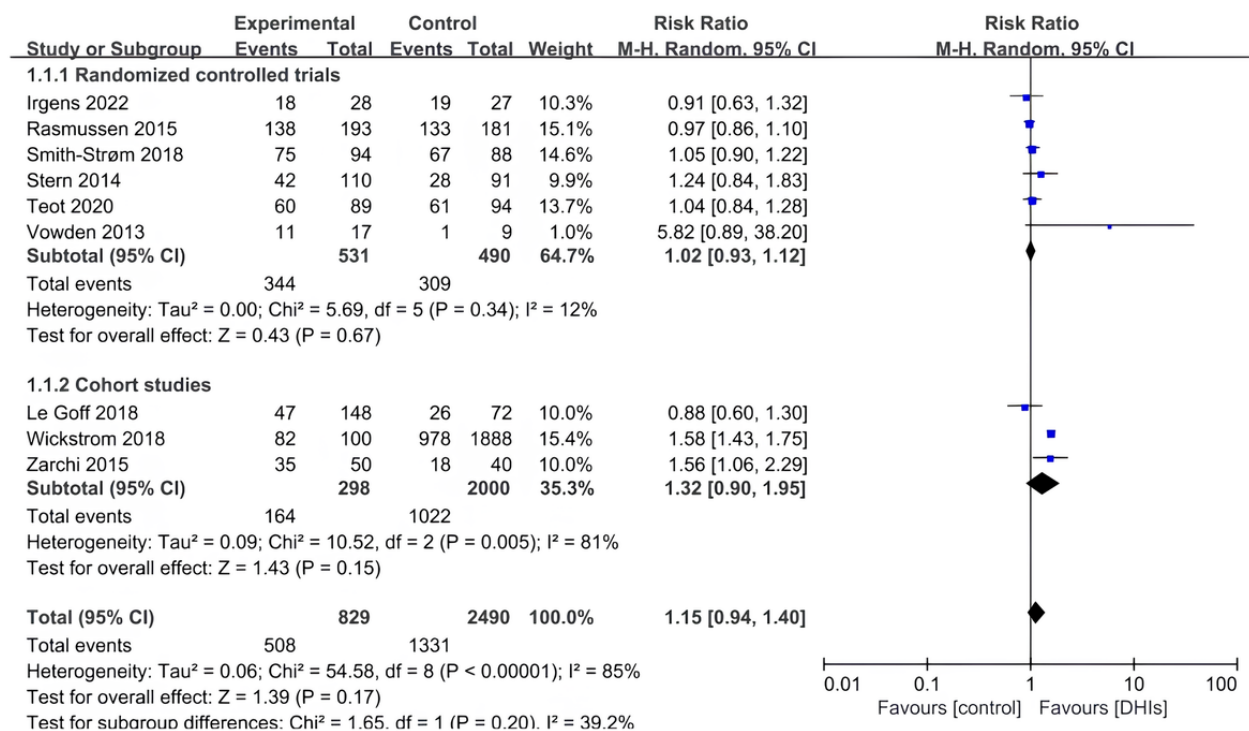 Experimental Control Risk Ratio Risk Ratio
Study or Subgroup Events Total Events Total Weight M-H. Random. 95% CI M-H. Random. 95% CI
1.1.1 Randomized controlled trials
Irgens 2022 18 28 19 27 10.3% 0.91 [0.63, 1.32]
Rasmussen 2015 138 193 133 181 15.1% 0.97 [0.86, 1.10]
Smith-Strøm 2018 75 94 67 88 14.6% 1.05 [0.90, 1.22]
Stern 2014 42 110 28 91 9.9% 1.24 [0.84, 1.83]
Teot 2020 60 89 61 94 13.7% 1.04 [0.84, 1.28]
Vowden 2013 11 17 1 9 1.0% 5.82 [0.89, 38.20]
Subtotal (95% CI) 531 490 64.7% 1.02 [0.93, 1.12]
Total events 344 309
Heterogeneity: Tau² = 0.00; Chi² = 5.69, df = 5 (P = 0.34); I² = 12%
Test for overall effect: Z = 0.43 (P = 0.67)
1.1.2 Cohort studies
Le Goff 2018 47 148 26 72 10.0% 0.88 [0.60, 1.30]
Wickstrom 2018 82 100 978 1888 15.4% 1.58 [1.43, 1.75]
Zarchi 2015 35 50 18 40 10.0% 1.56 [1.06, 2.29]
Subtotal (95% CI) 298 2000 35.3% 1.32 [0.90, 1.95]
Total events 164 1022
Heterogeneity: Tau² = 0.09; Chi² = 10.52, df = 2 (P = 0.005); I² = 81%
Test for overall effect: Z = 1.43 (P = 0.15)
Total (95% CI) 829 2490 100.0% 1.15 [0.94, 1.40]
Total events 508 1331
Heterogeneity: Tau² = 0.06; Chi² = 54.58, df = 8 (P < 0.00001); I² = 85%
Test for overall effect: Z = 1.39 (P = 0.17)
Test for subgroup differences: Chi² = 1.65. df = 1 (P = 0.20). I² = 39.2%
0.01 0.1 1 10 100
Favours [control] Favours [DHIs]